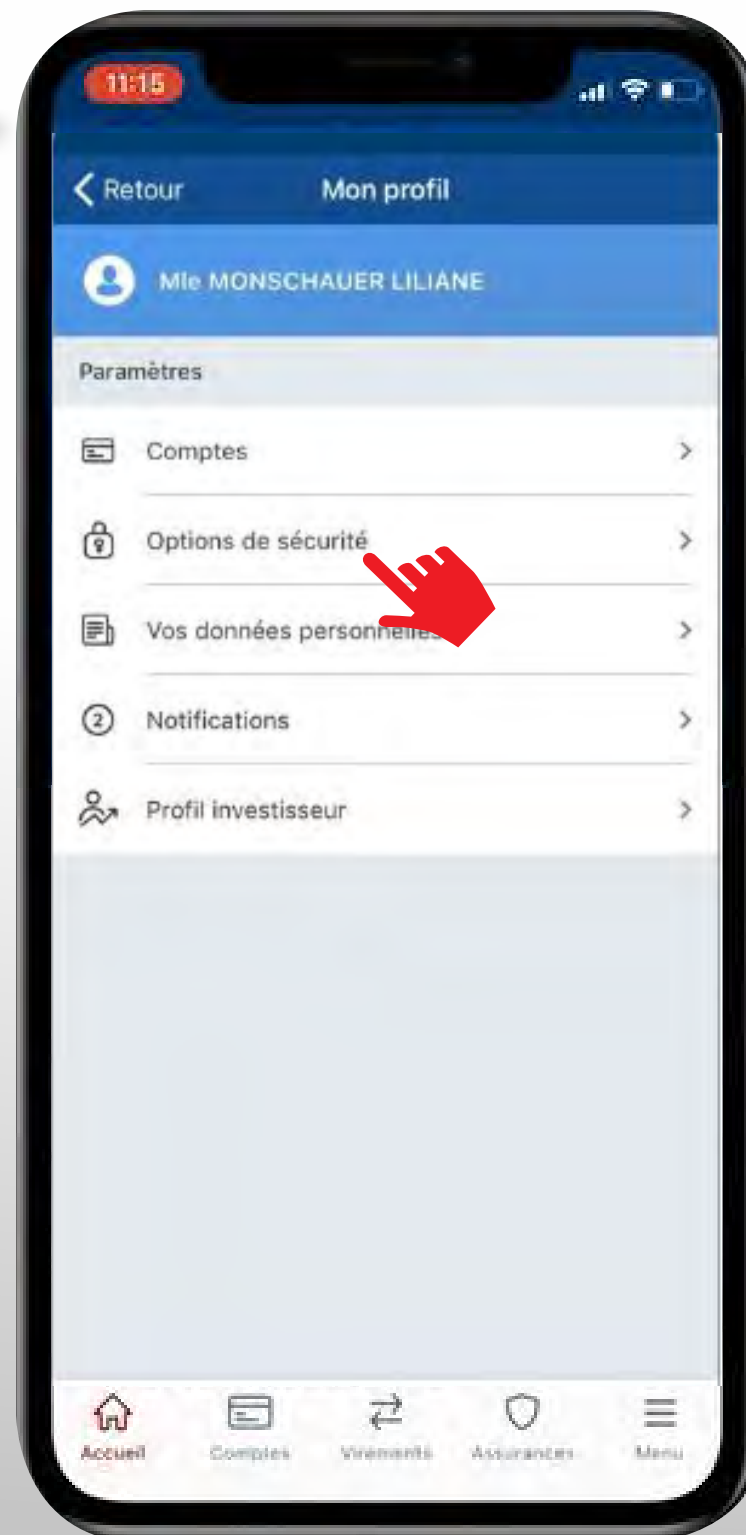 11:15
Retour
Mon profil
Mle MONSCHAUER LILIANE
Paramètres
Comptes
Options de sécurité
Vos données personnelles
2 Notifications
Profil investisseur
Accueil
Comptes
Virements
Assurances
Menu